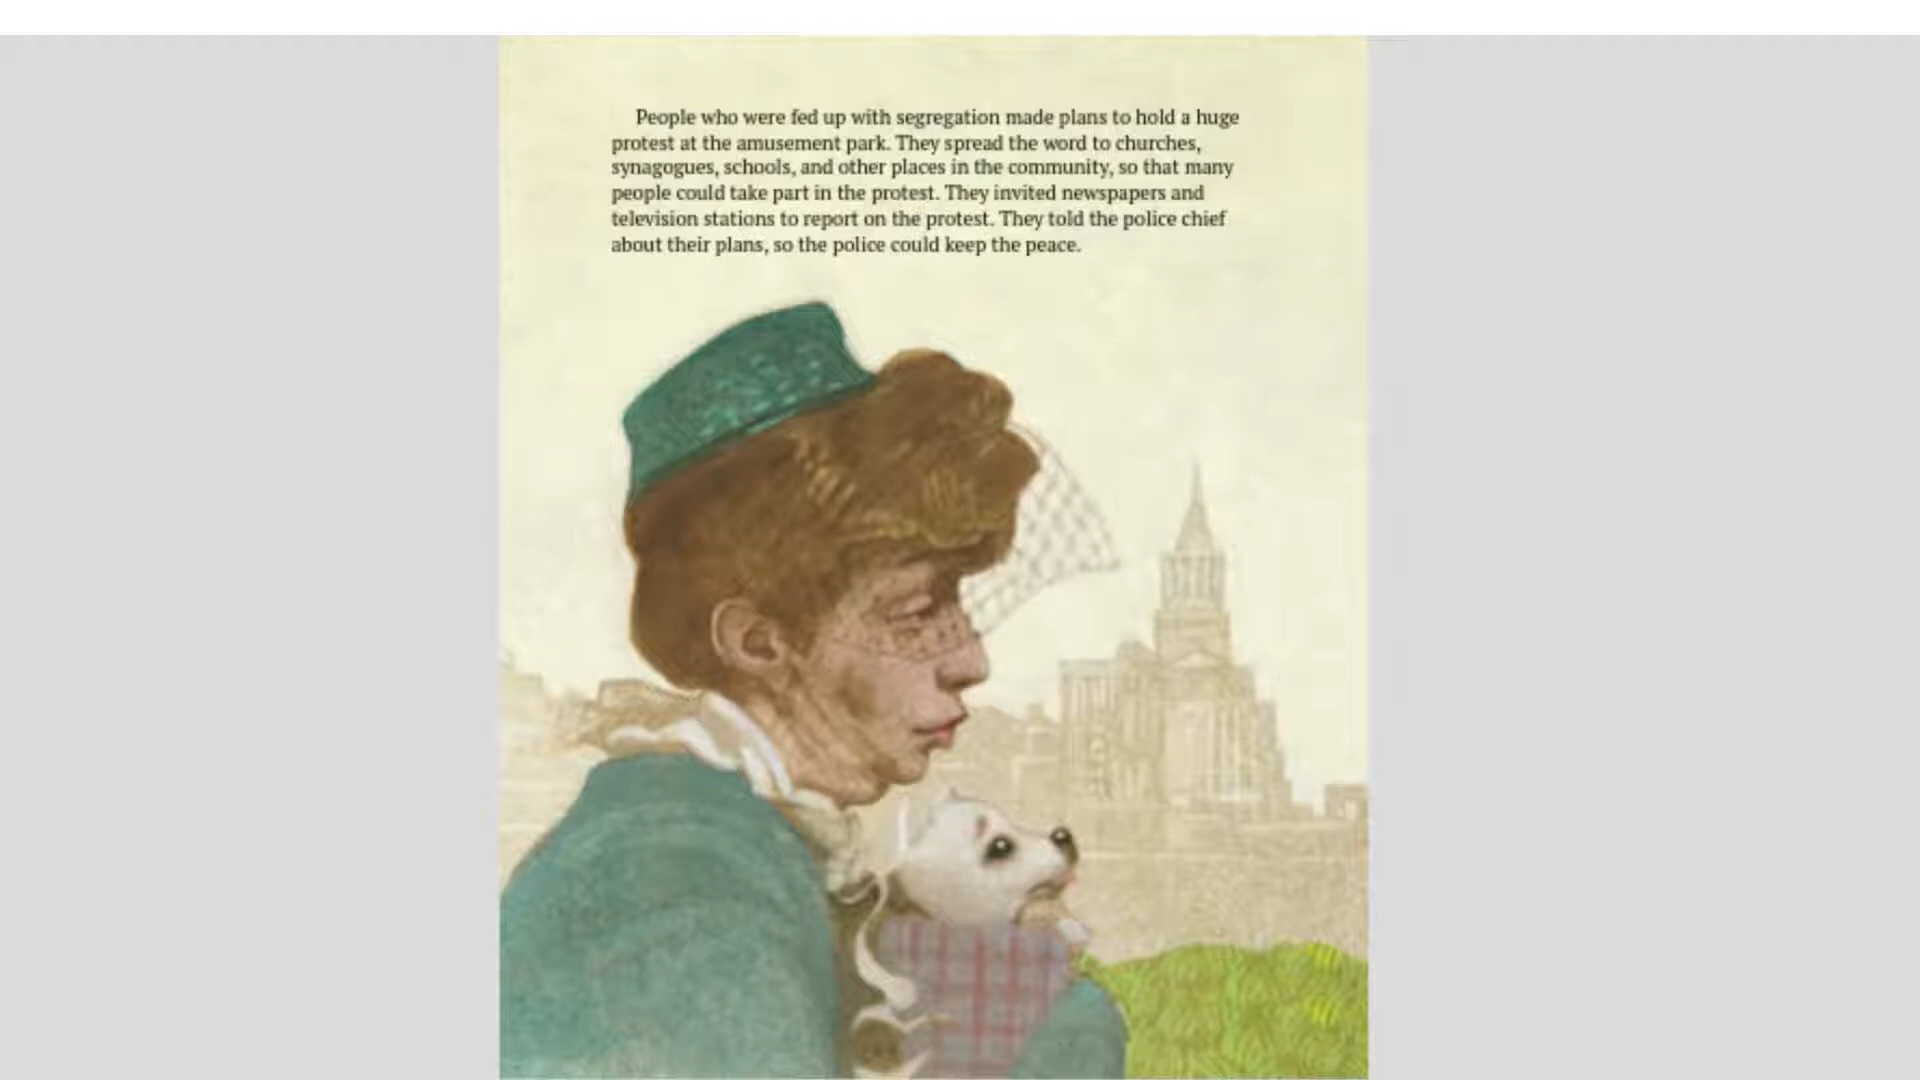 People who were fed up with segregation made plans to hold a huge
protest at the amusement park. They spread the word to churches,
synagogues, schools, and other places in the community, so that many
people could take part in the protest. They invited newspapers and
television stations to report on the protest. They told the police chief
about their plans, so the police could keep the peace.